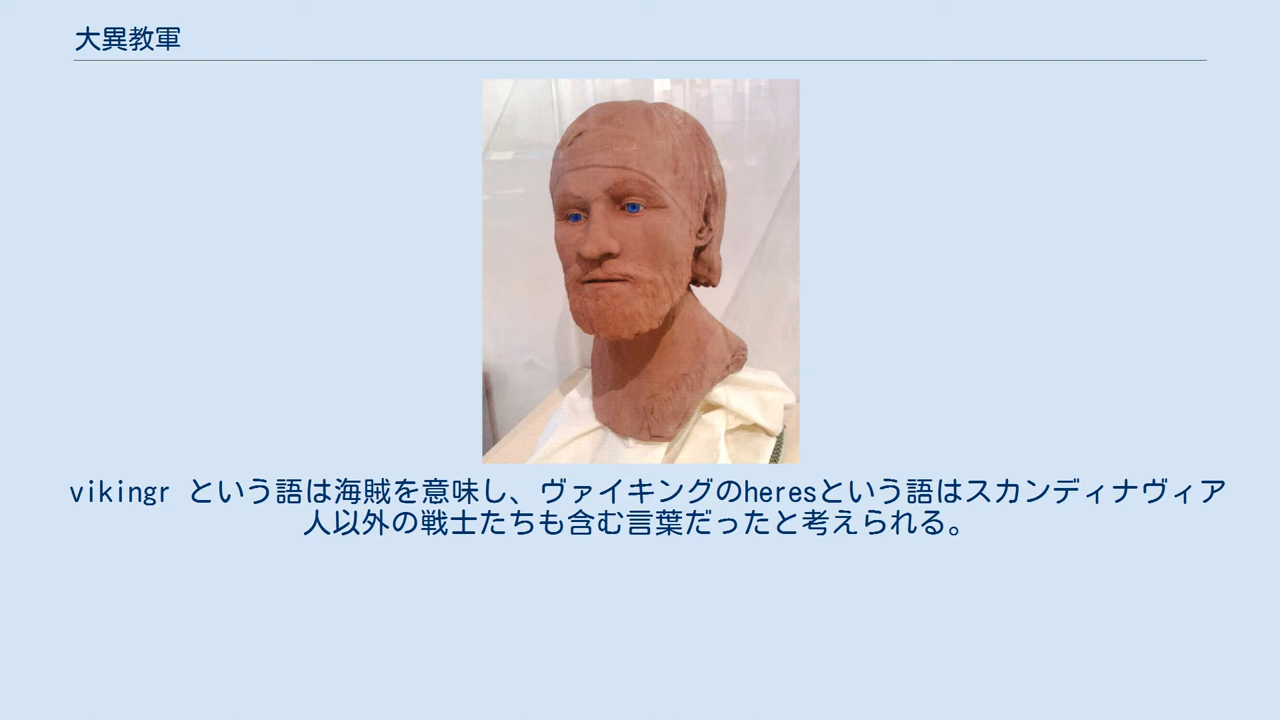 大異教軍
vikingr という語は海賊を意味し、ヴァイキングのheresという語はスカンディナヴィア
人以外の戦士たちも含む言葉だったと考えられる。